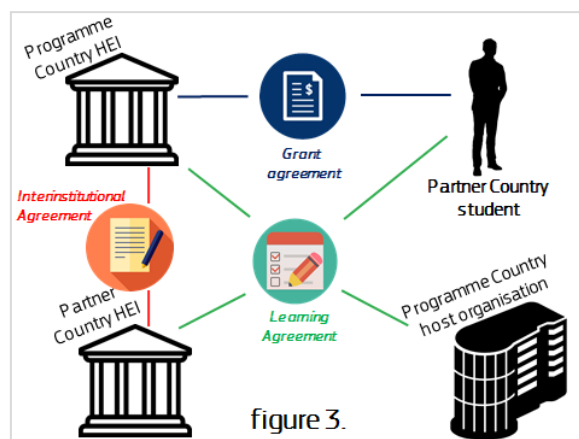 Programme
Country HEI
$
Grant
agreement
Partner Country
student
Interinstitutional
Agreement
Partner
Country HEI
Learning
Agreement
Programme Country
host organisation
figure 3.